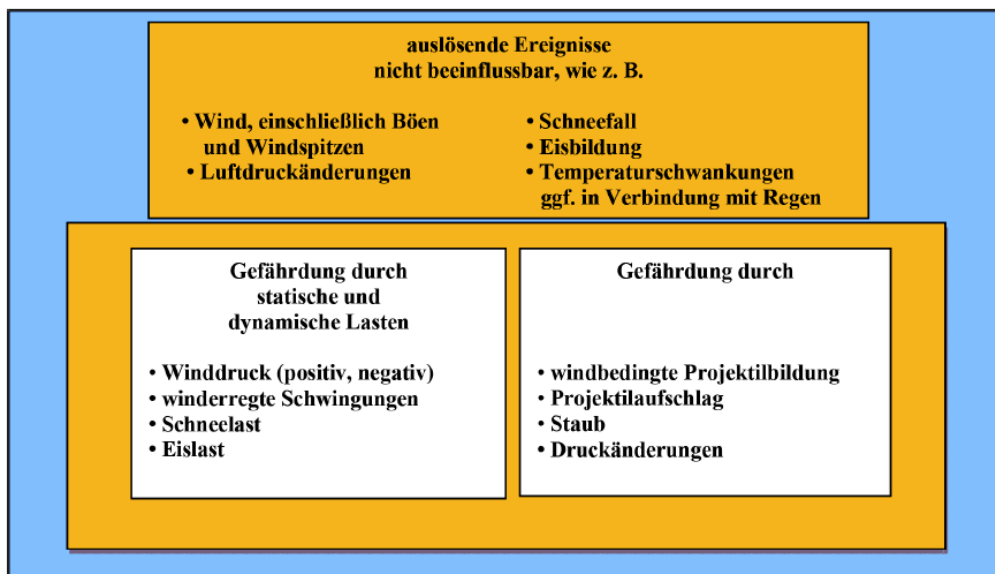 auslösende Ereignisse
nicht beeinflussbar, wie z. B.
• Wind, einschließlich Böen
und Windspitzen
• Luftdruckänderungen
• Schneefall
• Eisbildung
• Temperaturschwankungen
ggf. in Verbindung mit Regen
Gefährdung durch
statische und
dynamische Lasten
• Winddruck (positiv, negativ)
• winderregte Schwingungen
• Schneelast
• Eislast
Gefährdung durch
• windbedingte Projektilbildung
• Projektilaufschlag
• Staub
• Druckänderungen